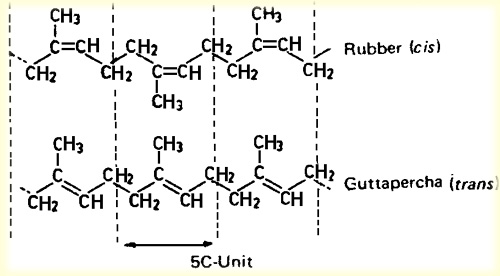 CH₃ CH₃
C=CH CH₂ CH₂ C=CH Rubber (cis)
CH₂ CH₂ C=CH CH₂ CH₂
CH₃
CH₃ CH₃ CH₃
C CH₂ C CH₂ C CH₂
CH₂ CH CH₂ CH CH₂ CH Guttapercha (trans)
5C-Unit